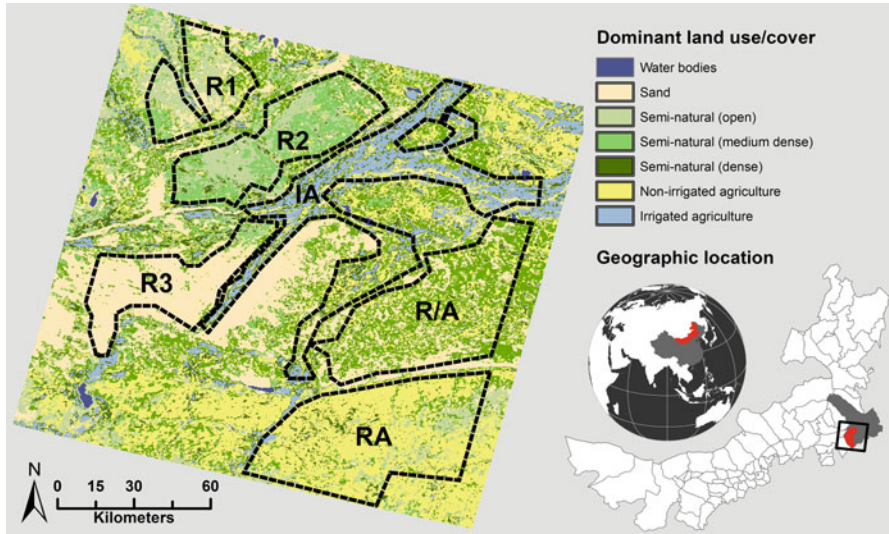 R1
R2
IA
R3
R/A
RA
N
0 15 30 60
Kilometers
Dominant land use/cover
Water bodies
Sand
Semi-natural (open)
Semi-natural (medium dense)
Semi-natural (dense)
Non-irrigated agriculture
Irrigated agriculture
Geographic location